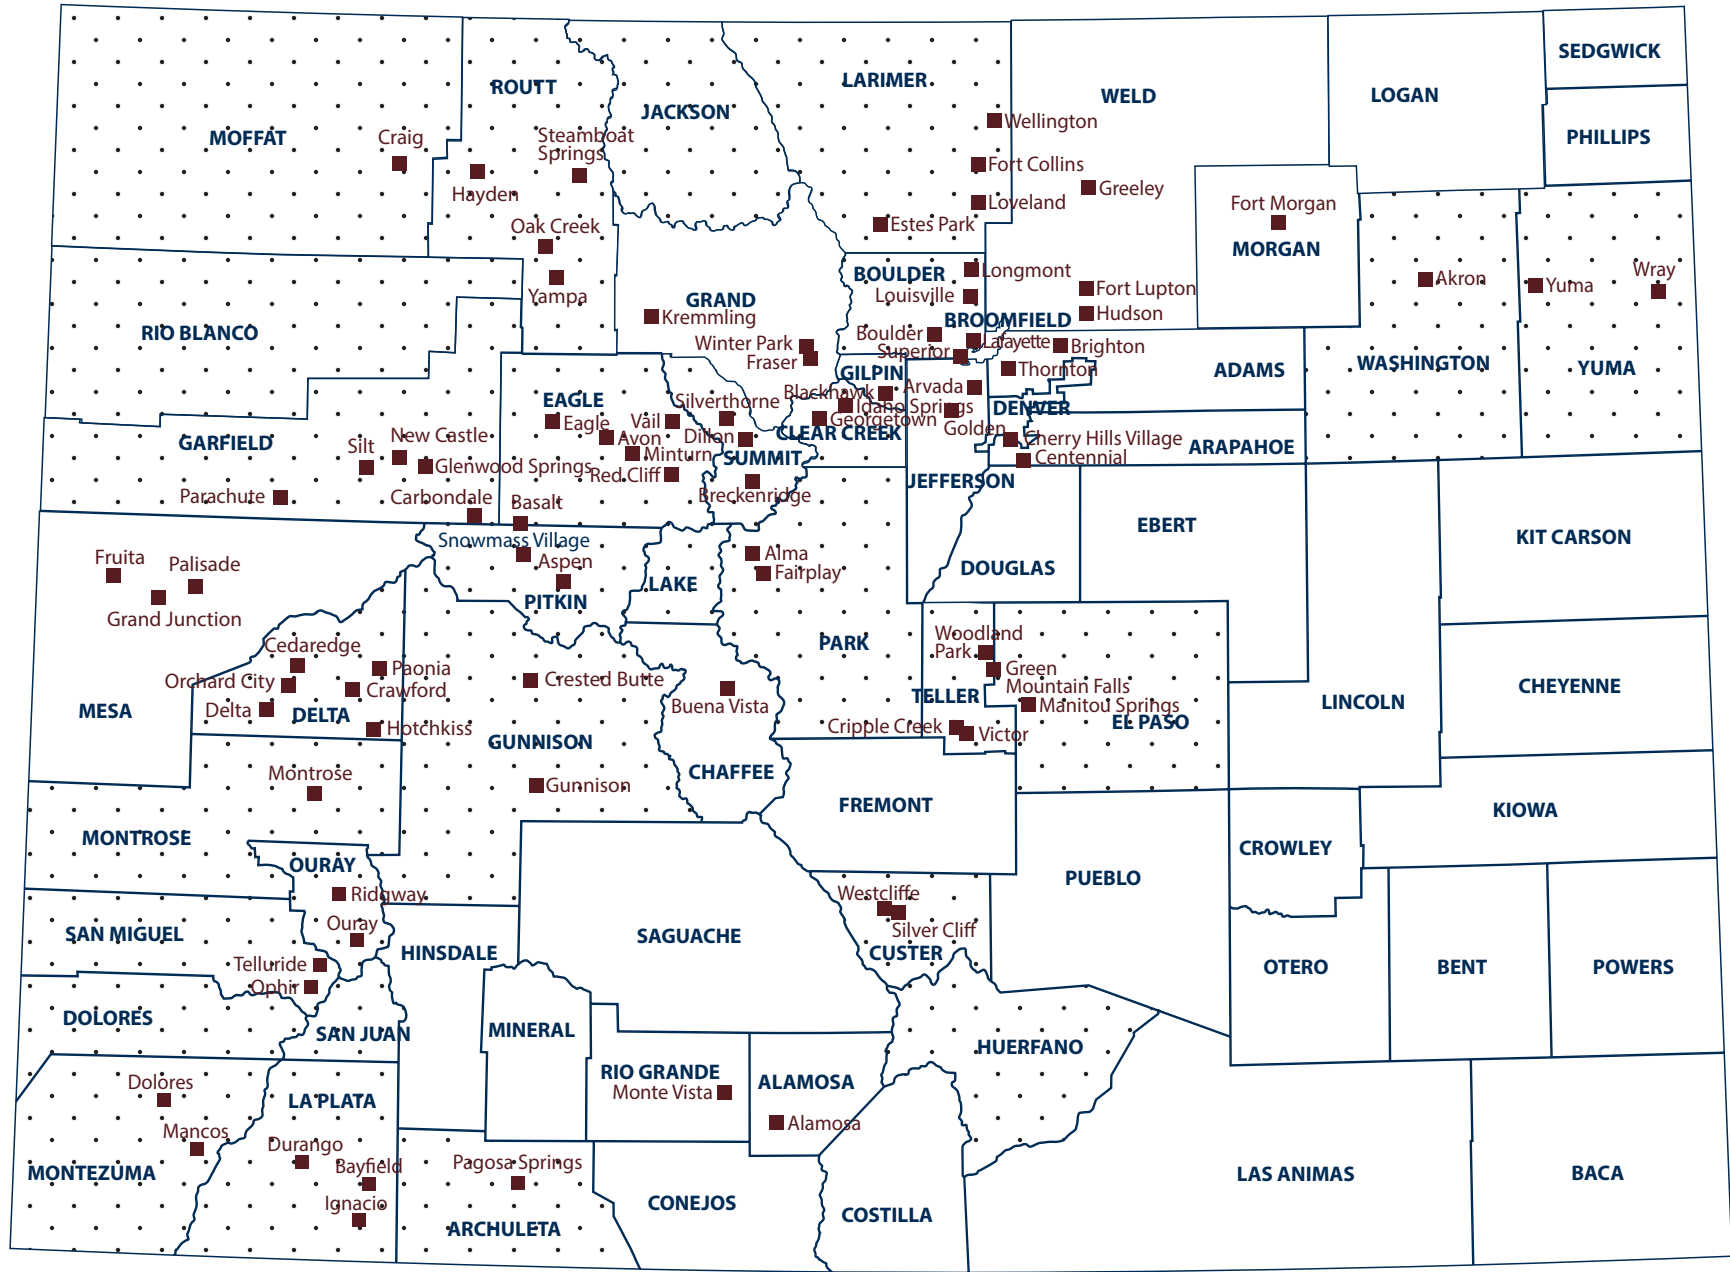 SEDGWICK
ROUTT
LARIMER
WELD
LOGAN
JACKSON
Wellington
MOFFAT
Craig
Steamboat
Springs
PHILLIPS
Fort Collins
Hayden
Greeley
Loveland
Fort Morgan
Estes Park
Oak Creek
MORGAN
BOULDER
Longmont
Akron
Yuma
Wray
Yampa
Louisville
Fort Lupton
GRAND
Kremmling
Hudson
BROOMFIELD
RIO BLANCO
Boulder
Lafayette
Winter Park
Superior
Brighton
Fraser
GILPIN
Thornton
ADAMS
WASHINGTON
YUMA
Blackhawk
Arvada
EAGLE
Silverthorne
Idaho Springs
DENVER
Eagle
Vail
Georgetown
Golden
GARFIELD
Silt
New Castle
Avon
Dillon
CLEAR CREEK
Cherry Hills Village
ARAPAHOE
Minturn
SUMMIT
Centennial
Glenwood Springs
Red Cliff
JEFFERSON
Parachute
Carbondale
Basalt
Breckenridge
EBERT
KIT CARSON
Snowmass Village
Fruita
Palisade
Aspen
Alma
Fairplay
LAKE
DOUGLAS
PITKIN
Grand Junction
Woodland
Park
PARK
Cedaredge
Paonia
Green
Mountain Falls
Orchard City
Crawford
Crested Butte
TELLER
CHEYENNE
Delta
DELTA
Buena Vista
Manitou Springs
LINCOLN
MESA
Hotchkiss
Cripple Creek
Victor
EL PASO
GUNNISON
Montrose
CHAFFEE
Gunnison
FREMONT
KIOWA
MONTROSE
CROWLEY
OURAY
PUEBLO
Ridgway
Westcliffe
Ouray
Silver Cliff
SAN MIGUEL
SAGUACHE
HINSDALE
CUSTER
Telluride
OTERO
BENT
POWERS
Ophir
DOLORES
SAN JUAN
MINERAL
HUERFANO
RIO GRANDE
ALAMOSA
Dolores
LA PLATA
Monte Vista
Mancos
Alamosa
Durango
Bayfield
Pagosa Springs
MONTEZUMA
LAS ANIMAS
BACA
Ignacio
CONEJOS
COSTILLA
ARCHULETA